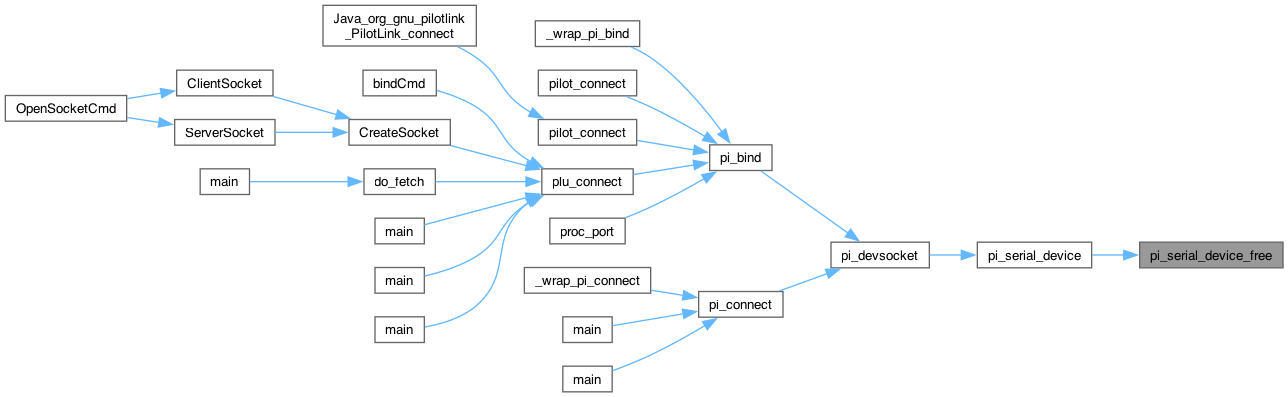 Java_org_gnu_pilotlink
_PilotLink_connect
_wrap_pi_bind
ClientSocket
bindCmd
pilot_connect
OpenSocketCmd
ServerSocket
CreateSocket
pilot_connect
pi_bind
main
do_fetch
plu_connect
main
proc_port
pi_devsocket
pi_serial_device
pi_serial_device_free
main
_wrap_pi_connect
pi_connect
main
main
main